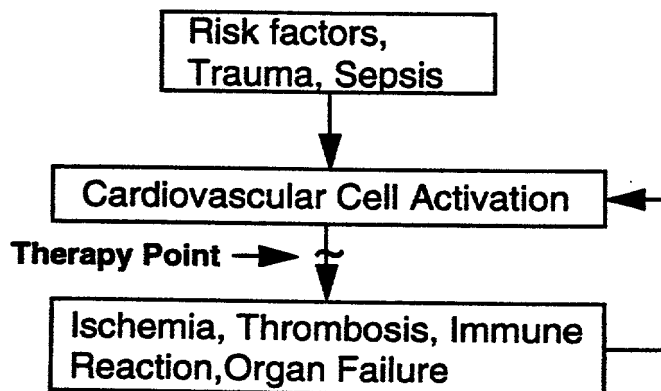 Risk factors,
Trauma, Sepsis
Cardiovascular Cell Activation
Therapy Point
Ischemia, Thrombosis, Immune
Reaction,Organ Failure